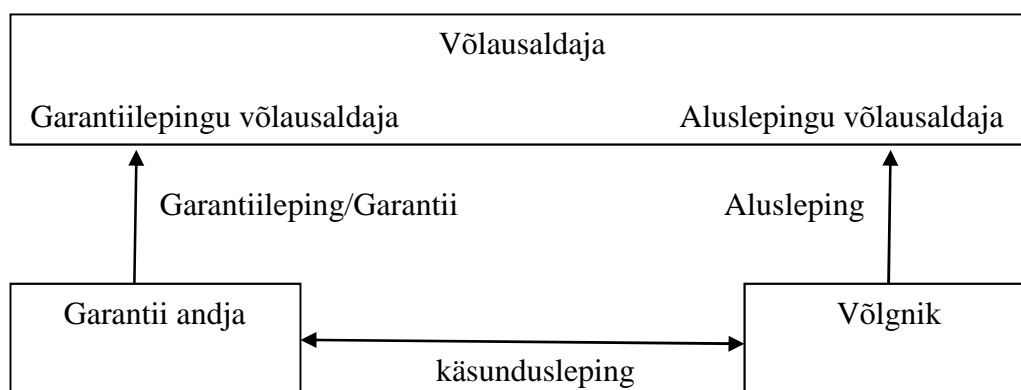 Võlausaldaja
Garantiilepingu võlausaldaja Aluslepingu võlausaldaja
Garantiileping/Garantii Alusleping
Garantii andja Võlgnik
käsundusleping